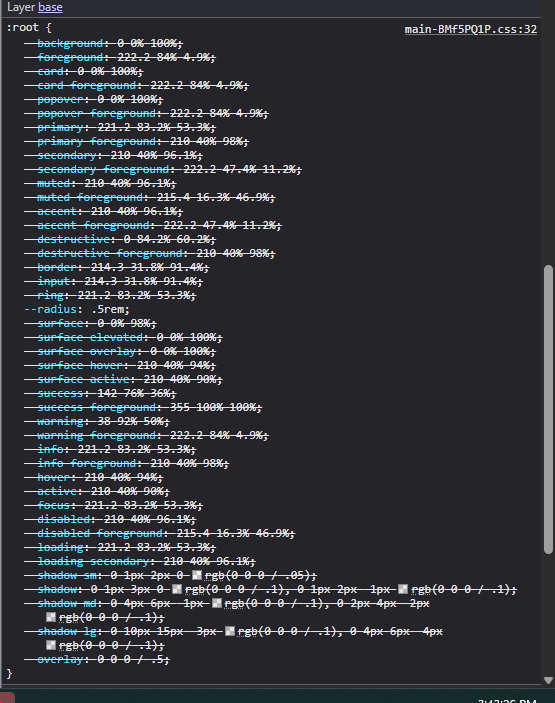 Layer base
:root { main-BMf5PQ1P.css:32
--background: 0 0% 100%;
--foreground: 222.2 84% 4.9%;
--card: 0 0% 100%;
--card-foreground: 222.2 84% 4.9%;
--popover: 0 0% 100%;
--popover-foreground: 222.2 84% 4.9%;
--primary: 221.2 83.2% 53.3%;
--primary-foreground: 210 40% 98%;
--secondary: 210 40% 96.1%;
--secondary-foreground: 222.2 47.4% 11.2%;
--muted: 210 40% 96.1%;
--muted-foreground: 215.4 16.3% 46.9%;
--accent: 210 40% 96.1%;
--accent-foreground: 222.2 47.4% 11.2%;
--destructive: 0 84.2% 60.2%;
--destructive-foreground: 210 40% 98%;
--border: 214.3 31.8% 91.4%;
--input: 214.3 31.8% 91.4%;
--ring: 221.2 83.2% 53.3%;
--radius: .5rem;
--surface: 0 0% 98%;
--surface-elevated: 0 0% 100%;
--surface-overlay: 0 0% 100%;
--surface-hover: 210 40% 94%;
--surface-active: 210 40% 90%;
--success: 142 76% 36%;
--success-foreground: 355 100% 100%;
--warning: 38 92% 50%;
--warning-foreground: 222.2 84% 4.9%;
--info: 221.2 83.2% 53.3%;
--info-foreground: 210 40% 98%;
--hover: 210 40% 94%;
--active: 210 40% 90%;
--focus: 221.2 83.2% 53.3%;
--disabled: 210 40% 96.1%;
--disabled-foreground: 215.4 16.3% 46.9%;
--loading: 221.2 83.2% 53.3%;
--loading-secondary: 210 40% 96.1%;
--shadow-sm: 0 1px 2px 0 rgb(0 0 0 / .05);
--shadow: 0 1px 3px 0 rgb(0 0 0 / .1), 0 1px 2px -1px rgb(0 0 0 / .1);
--shadow-md: 0 4px 6px -1px rgb(0 0 0 / .1), 0 2px 4px -2px
rgb(0 0 0 / .1);
--shadow-lg: 0 10px 15px -3px rgb(0 0 0 / .1), 0 4px 6px -4px
rgb(0 0 0 / .1);
--overlay: 0 0 0 / .5;
}